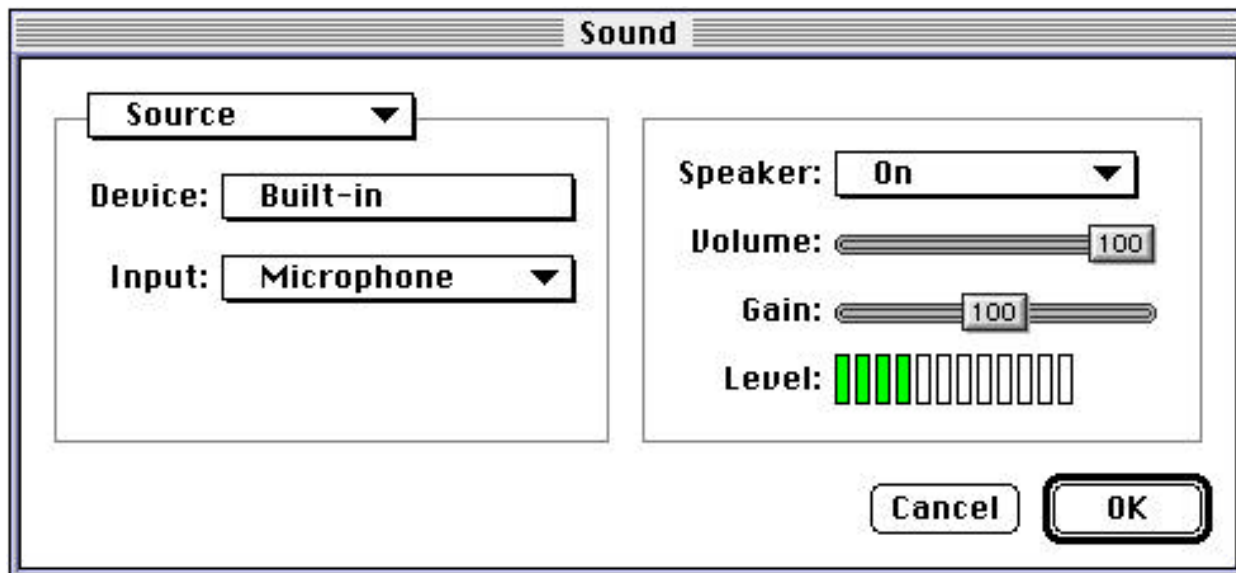 Sound
Source
Device: Built-in
Input: Microphone
Speaker: On
Volume: 100
Gain: 100
Level:
Cancel OK